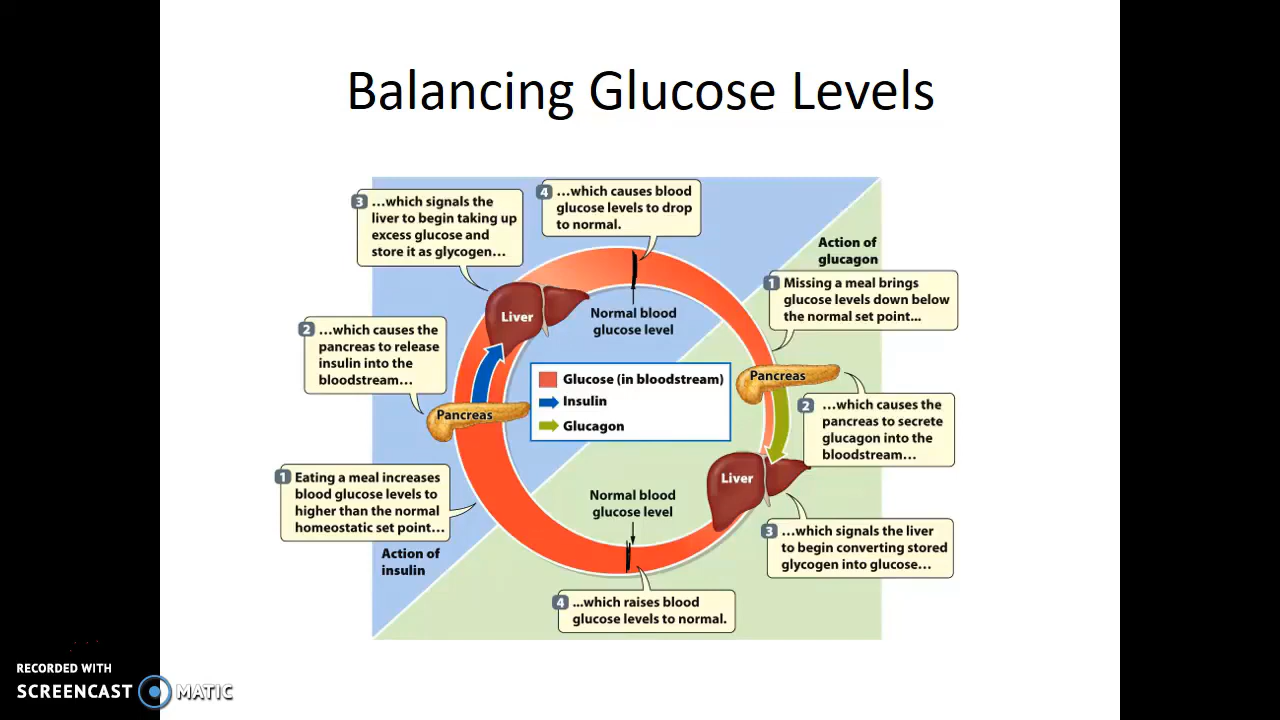 Balancing Glucose Levels
3 …which signals the
liver to begin taking up
excess glucose and
store it as glycogen…
4 …which causes blood
glucose levels to drop
to normal.
Action of
glucagon
1 Missing a meal brings
glucose levels down below
the normal set point…
Liver
Normal blood
glucose level
2 …which causes the
pancreas to release
insulin into the
bloodstream…
Pancreas
Glucose (in bloodstream)
Insulin
Glucagon
Pancreas
2 …which causes the
pancreas to secrete
glucagon into the
bloodstream…
1 Eating a meal increases
blood glucose levels to
higher than the normal
homeostatic set point…
Action of
insulin
Normal blood
glucose level
Liver
3 …which signals the liver
to begin converting stored
glycogen into glucose…
4 ...which raises blood
glucose levels to normal.
RECORDED WITH
SCREENCAST MATIC